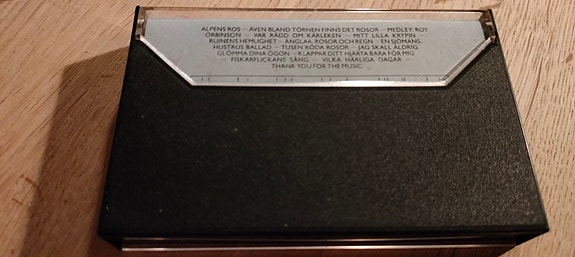 ALPENS ROS – ÄVEN BLAND TÖRNEN FINNS DET ROSOR – MEDLEY: ROY
ORBINSON – VAR RÄDD OM KÄRLEKEN – MITT LILLA KRYPIN –
RUINENS HEMLIGHET – ÄNGLAR, ROSOR OCH REGN – EN SJÖMANS
HUSTRUS BALLAD – TUSEN RÖDA ROSOR – JAG SKALL ALDRIG
GLÖMMA DINA ÖGON – KLAPPAR DITT HJÄRTA BARA FÖR MIG
– FISKARFLICKANS SÅNG – VILKA HÄRLIGA DAGAR –
THANK YOU FOR THE MUSIC